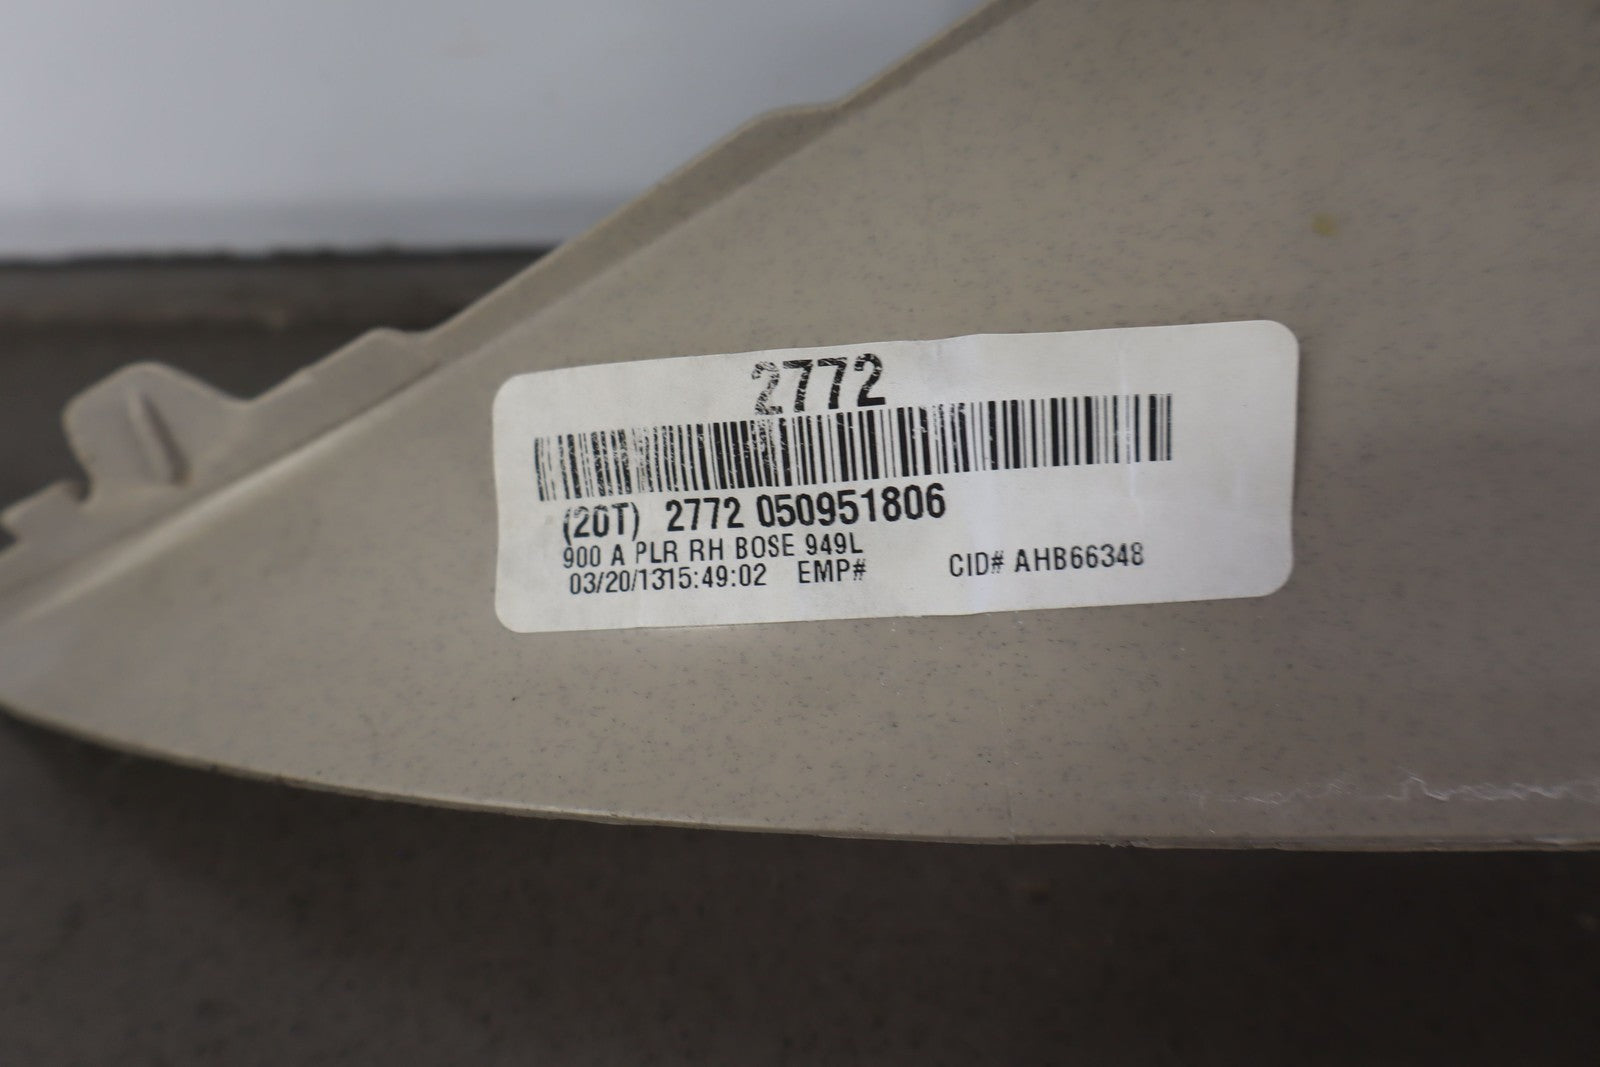 2772
(20T) 2772 050951806
900 A PLR RH BOSE 949L
03/20/1315:49:02 EMP# CID# AHB66348